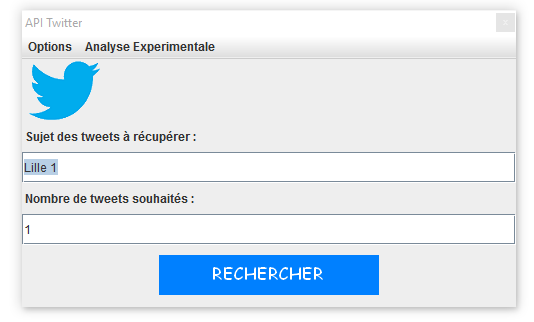 API Twitter
Options Analyse Experimentale
Sujet des tweets à récupérer :
Lille 1
Nombre de tweets souhaités :
1
RECHERCHER